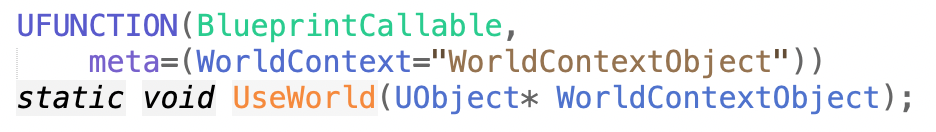 UFUNCTION(BlueprintCallable,
    meta=(WorldContext="WorldContextObject"))
static void UseWorld(UObject* WorldContextObject);